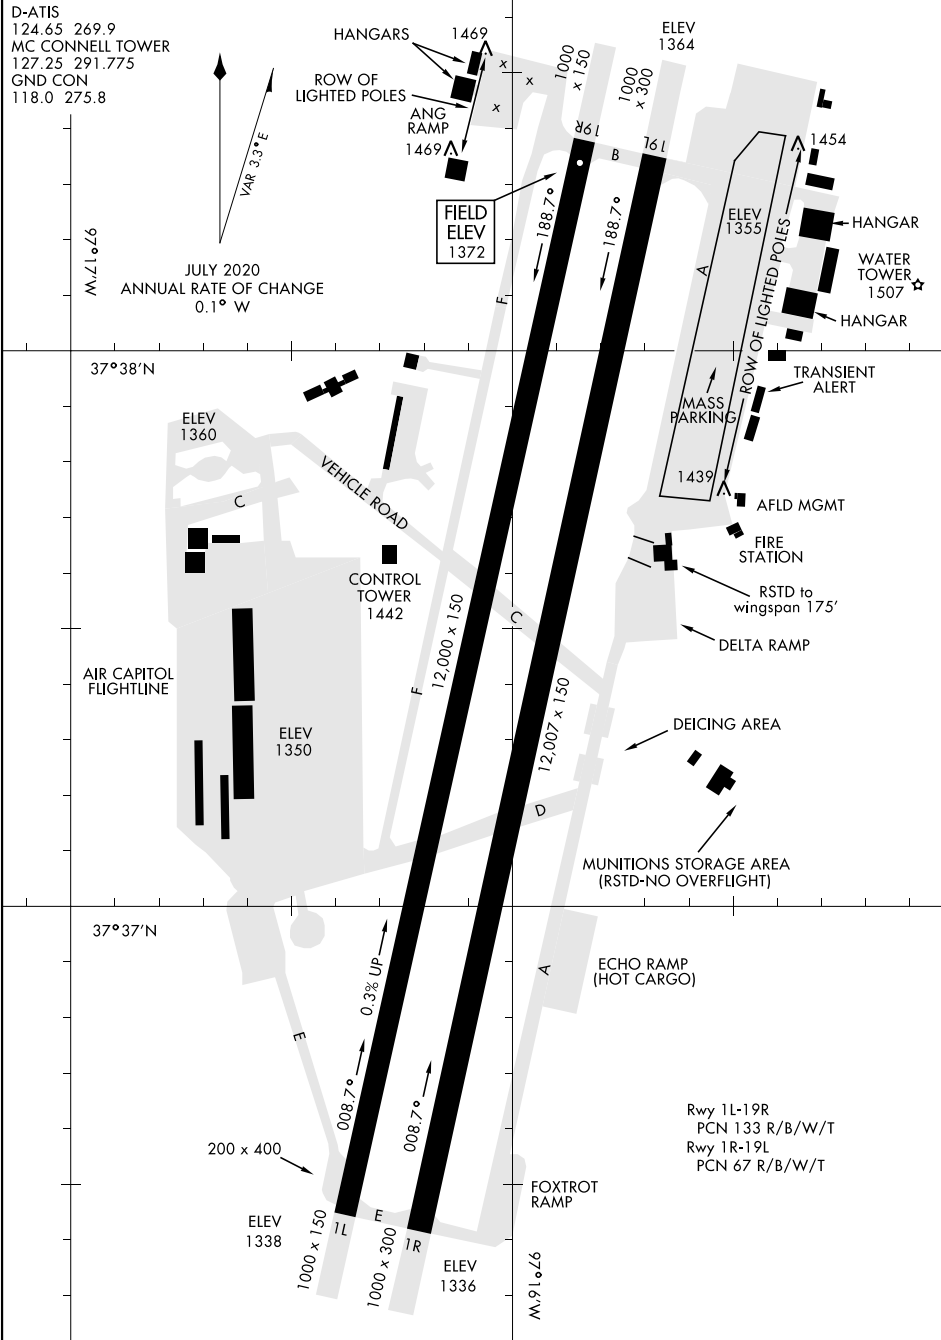 D-ATIS
124.65 269.9
MC CONNELL TOWER
127.25 291.775
GND CON
118.0 275.8
VAR 3.3° E
JULY 2020
ANNUAL RATE OF CHANGE
0.1° W
97°17'W
HANGARS
1469
ROW OF
LIGHTED POLES
ANG
RAMP
1469
x
x
x
1000
x 150
1000
x 300
ELEV
1364
19R
19L
B
FIELD
ELEV
1372
188.7°
188.7°
F
A
ELEV
1355
1454
ROW OF LIGHTED POLES
HANGAR
WATER
TOWER
1507
HANGAR
37°38'N
TRANSIENT
ALERT
MASS
PARKING
1439
AFLD MGMT
FIRE
STATION
RSTD to
wingspan 175'
DELTA RAMP
ELEV
1360
C
VEHICLE ROAD
CONTROL
TOWER
1442
C
12,000 x 150
F
AIR CAPITOL
FLIGHTLINE
ELEV
1350
12,007 x 150
DEICING AREA
D
MUNITIONS STORAGE AREA
(RSTD-NO OVERFLIGHT)
37°37'N
0.3% UP
A
ECHO RAMP
(HOT CARGO)
E
008.7°
008.7°
Rwy 1L-19R
PCN 133 R/B/W/T
Rwy 1R-19L
PCN 67 R/B/W/T
200 x 400
FOXTROT
RAMP
ELEV
1338
1L
E
1R
1000 x 150
1000 x 300
ELEV
1336
97°16'W